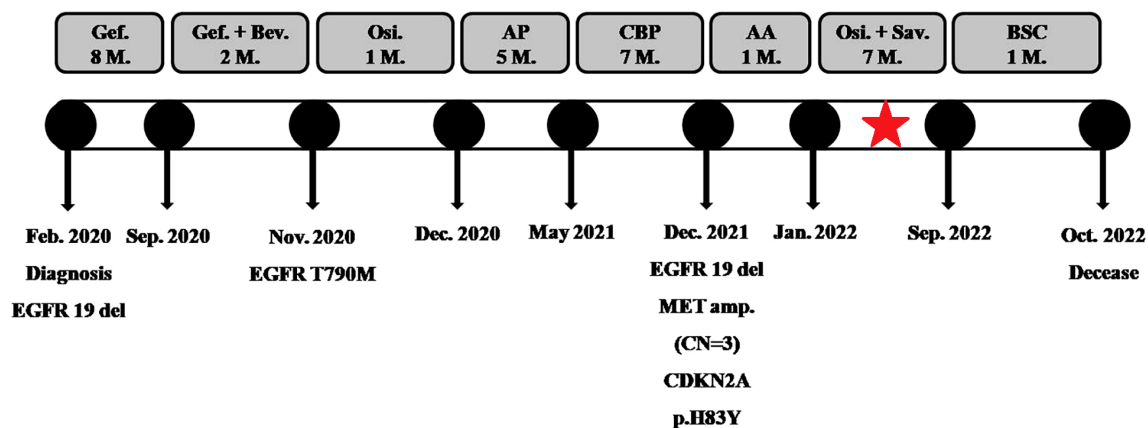 Gef.
8 M.
Gef. + Bev.
2 M.
Osi.
1 M.
AP
5 M.
CBP
7 M.
AA
1 M.
Osi. + Sav.
7 M.
BSC
1 M.
Feb. 2020
Diagnosis
EGFR 19 del
Sep. 2020
Nov. 2020
EGFR T790M
Dec. 2020
May 2021
Dec. 2021
EGFR 19 del
MET amp.
(CN=3)
CDKN2A
p.H83Y
Jan. 2022
Sep. 2022
Oct. 2022
Decease